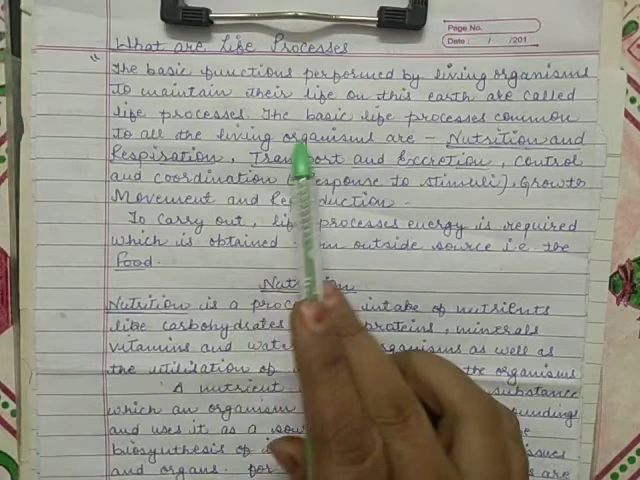 Page No.
Date : / /201
What are Life Processes
" The basic functions performed by living organisms
to maintain their life on this earth are called
life processes. The basic life processes common
to all the living organisms are - Nutrition and
Respiration, Transport and Excretion, Control
and coordination (response to stimuli), Growth
Movement and Reproduction.
To carry out, life processes energy is required
which is obtained outside source i.e. the
Food.
Nutrition
Nutrition is a intake of nutrients
like carbohydrates proteins, minerals
vitamins and organisms as well as
the utilisation of the organisms
A nutrient substance
which an organism
and uses it as a
biosynthesis of
and organs. for are